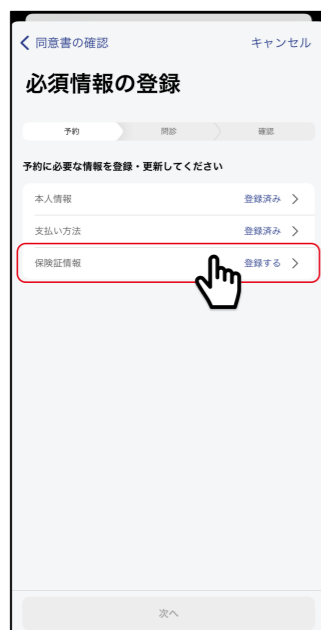 同意書の確認 キャンセル
必須情報の登録
予約 問診 確認
予約に必要な情報を登録・更新してください
本人情報 登録済み
支払い方法 登録済み
保険証情報 登録する
次へ